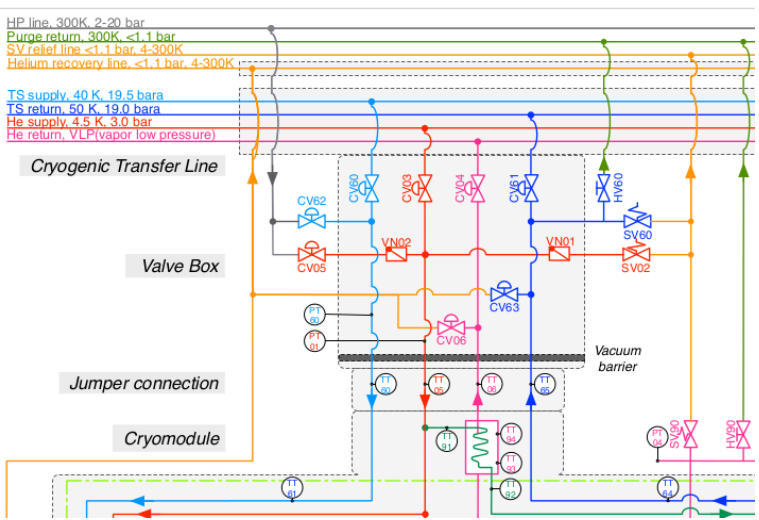 HP line, 300K, 2-20 bar
Purge return, 300K, <1.1 bar
SV relief line <1.1 bar, 4-300K
Helium recovery line, <1.1 bar, 4-300K
TS supply, 40 K, 19.5 bara
TS return, 50 K, 19.0 bara
He supply, 4.5 K, 3.0 bar
He return, VLP(vapor low pressure)
Cryogenic Transfer Line
CV62
CV60
CV03
CV04
CV61
HV60
SV60
VN02
VN01
CV05
SV02
Valve Box
CV63
PT
60
PT
01
CV06
Vacuum
barrier
Jumper connection
TT
60
TT
05
TT
06
TT
65
Cryomodule
TT
91
TT
94
TT
93
TT
92
PT
04
SV90
HV90
TT
61
TT
64